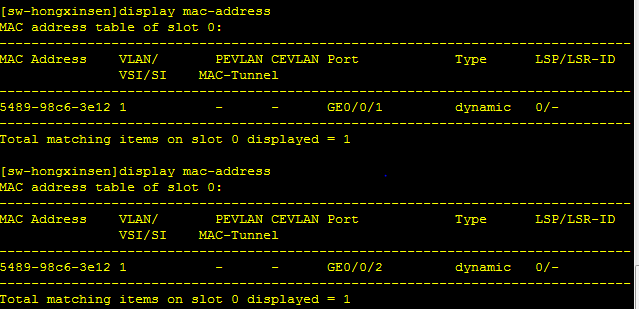 [sw-hongxinsen]display mac-address
MAC address table of slot 0:
-------------------------------------------------------------------------------
MAC Address    VLAN/       PEVLAN CEVLAN Port            Type      LSP/LSR-ID
               VSI/SI    MAC-Tunnel
-------------------------------------------------------------------------------
5489-98c6-3e12 1           -      -      GE0/0/1         dynamic   0/-
-------------------------------------------------------------------------------
Total matching items on slot 0 displayed = 1
[sw-hongxinsen]display mac-address
MAC address table of slot 0:
-------------------------------------------------------------------------------
MAC Address    VLAN/       PEVLAN CEVLAN Port            Type      LSP/LSR-ID
               VSI/SI    MAC-Tunnel
-------------------------------------------------------------------------------
5489-98c6-3e12 1           -      -      GE0/0/2         dynamic   0/-
-------------------------------------------------------------------------------
Total matching items on slot 0 displayed = 1